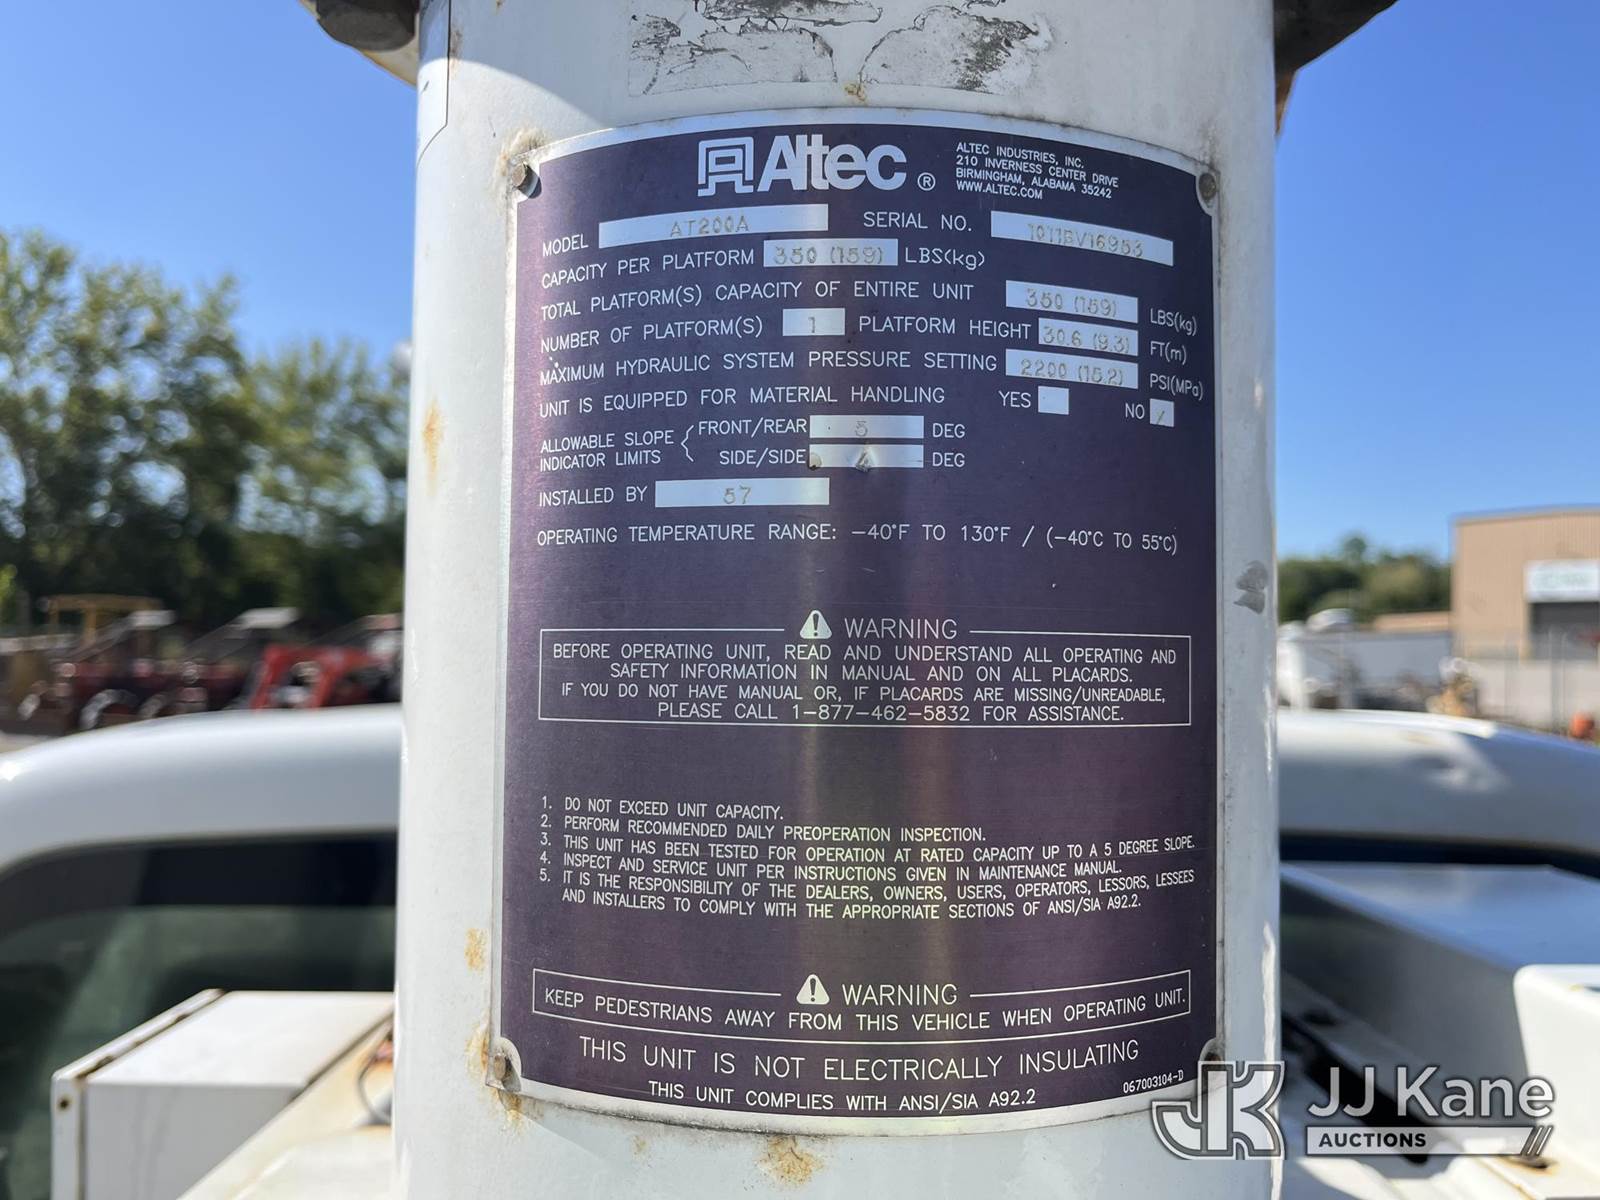 Altec ®
ALTEC INDUSTRIES, INC.
210 INVERNESS CENTER DRIVE
BIRMINGHAM, ALABAMA 35242
WWW.ALTEC.COM
MODEL AT200A SERIAL NO. 1011BV16953
CAPACITY PER PLATFORM 350 (159) LBS(kg)
TOTAL PLATFORM(S) CAPACITY OF ENTIRE UNIT 350 (159) LBS(kg)
NUMBER OF PLATFORM(S) 1 PLATFORM HEIGHT 30.6 (9.3) FT(m)
MAXIMUM HYDRAULIC SYSTEM PRESSURE SETTING 2200 (15.2) PSI(MPa)
UNIT IS EQUIPPED FOR MATERIAL HANDLING YES NO /
ALLOWABLE SLOPE INDICATOR LIMITS { FRONT/REAR 5 DEG
SIDE/SIDE DEG
INSTALLED BY 57
OPERATING TEMPERATURE RANGE: -40°F TO 130°F / (-40°C TO 55°C)
WARNING
BEFORE OPERATING UNIT, READ AND UNDERSTAND ALL OPERATING AND
SAFETY INFORMATION IN MANUAL AND ON ALL PLACARDS.
IF YOU DO NOT HAVE MANUAL OR, IF PLACARDS ARE MISSING/UNREADABLE,
PLEASE CALL 1-877-462-5832 FOR ASSISTANCE.
1. DO NOT EXCEED UNIT CAPACITY.
2. PERFORM RECOMMENDED DAILY PREOPERATION INSPECTION.
3. THIS UNIT HAS BEEN TESTED FOR OPERATION AT RATED CAPACITY UP TO A 5 DEGREE SLOPE.
4. INSPECT AND SERVICE UNIT PER INSTRUCTIONS GIVEN IN MAINTENANCE MANUAL.
5. IT IS THE RESPONSIBILITY OF THE DEALERS, OWNERS, USERS, OPERATORS, LESSORS, LESSEES
AND INSTALLERS TO COMPLY WITH THE APPROPRIATE SECTIONS OF ANSI/SIA A92.2.
WARNING
KEEP PEDESTRIANS AWAY FROM THIS VEHICLE WHEN OPERATING UNIT.
THIS UNIT IS NOT ELECTRICALLY INSULATING
THIS UNIT COMPLIES WITH ANSI/SIA A92.2
067003104-D
JK JJ Kane
AUCTIONS